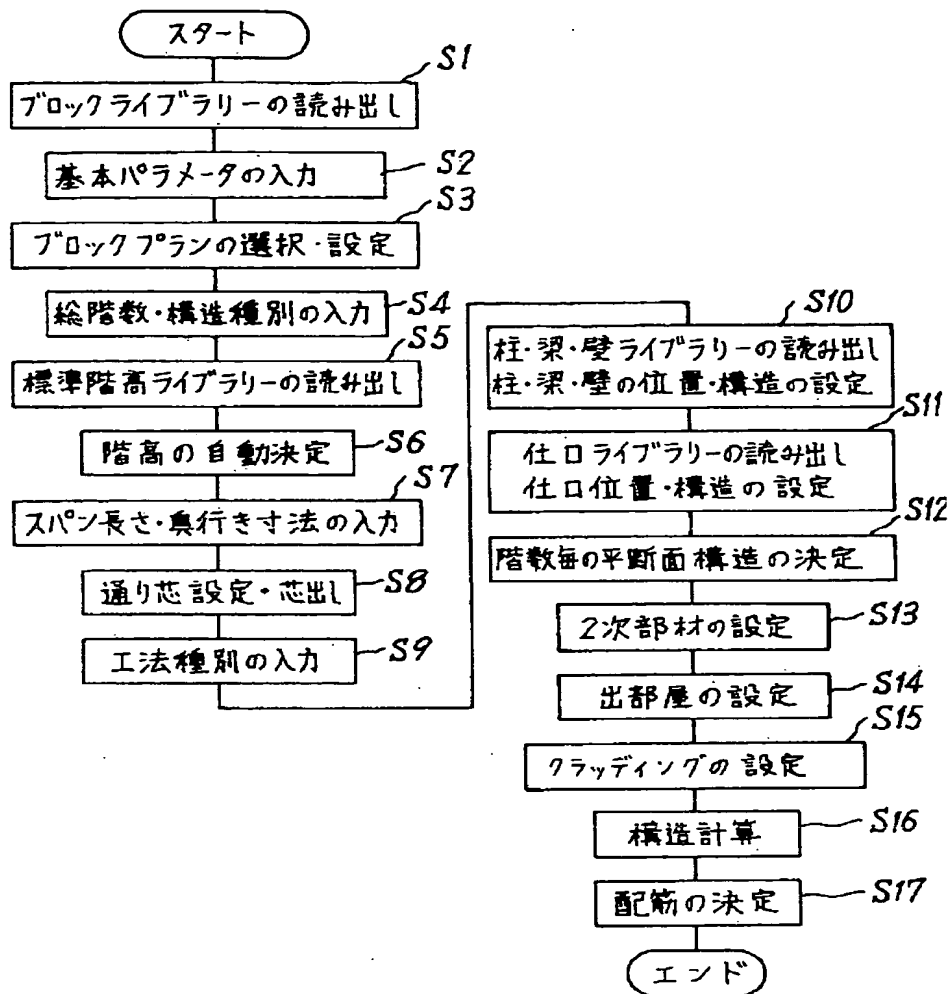 スタート
S1
ブロックライブラリーの読み出し
S2
基本パラメータの入力
S3
ブロックプランの選択・設定
S4
総階数・構造種別の入力
S5
標準階高ライブラリーの読み出し
S6
階高の自動決定
S7
スパン長さ・奥行き寸法の入力
S8
通り芯設定・芯出し
S9
工法種別の入力
S10
柱・梁・壁ライブラリーの読み出し
柱・梁・壁の位置・構造の設定
S11
仕口ライブラリーの読み出し
仕口位置・構造の設定
S12
階数毎の平断面構造の決定
S13
2次部材の設定
S14
出部屋の設定
S15
クラッディングの設定
S16
構造計算
S17
配筋の決定
エンド